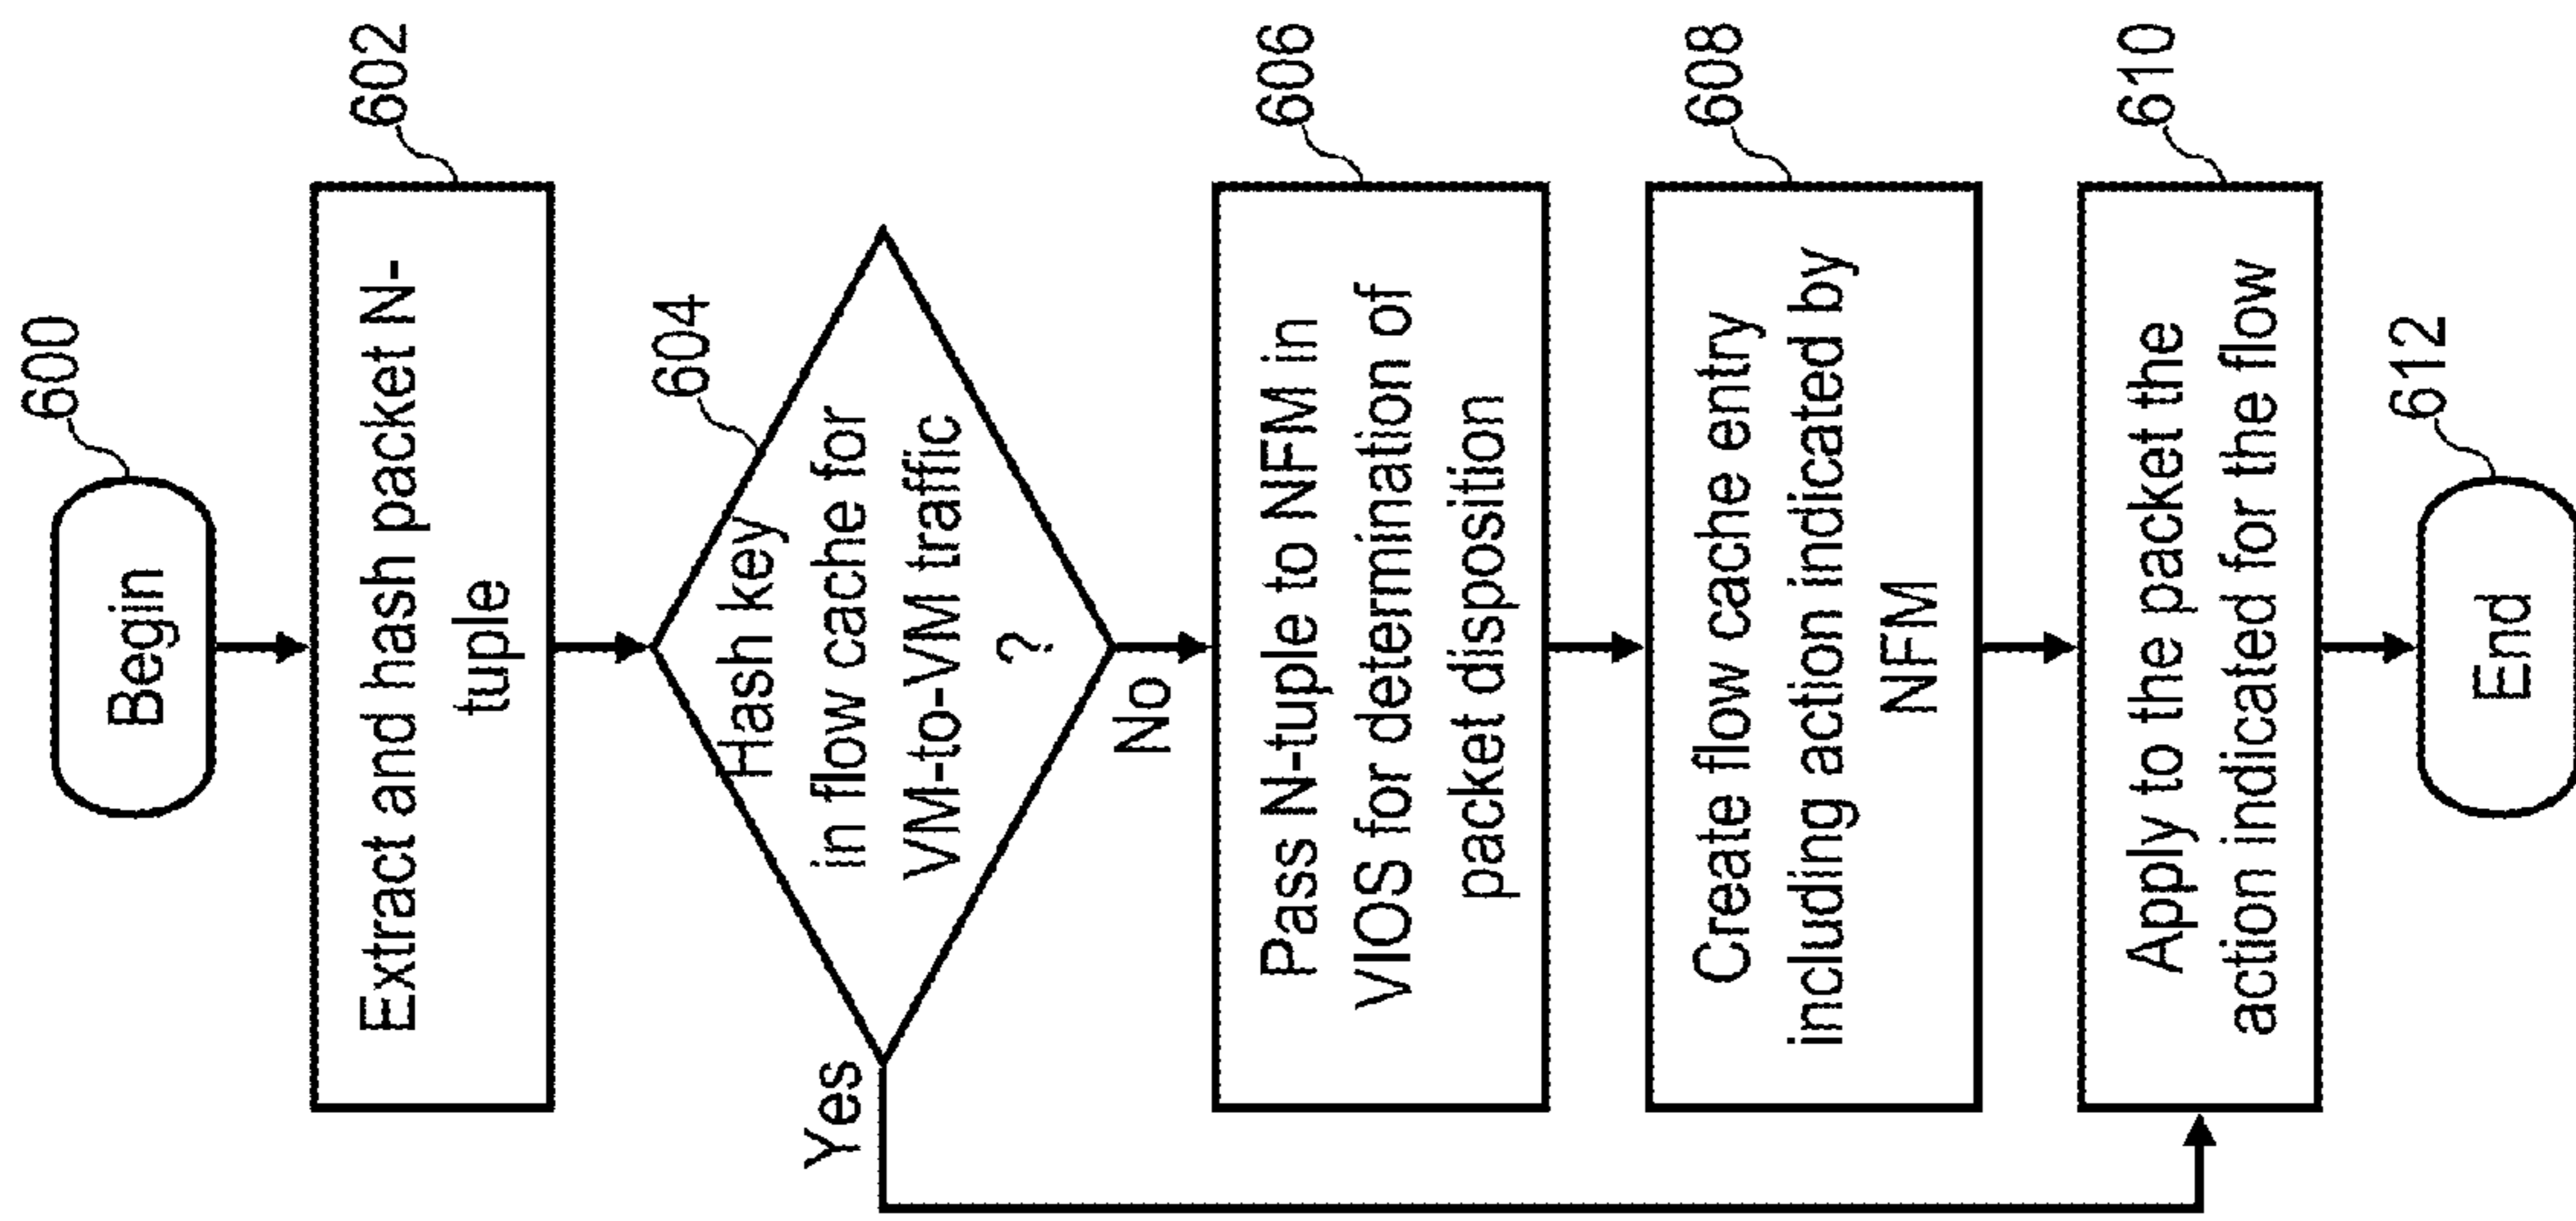 600
Begin
602
Extract and hash packet N-
tuple
604
Hash key
in flow cache for
VM-to-VM traffic
?
Yes
No
606
Pass N-tuple to NFM in
VIOS for determination of
packet disposition
608
Create flow cache entry
including action indicated by
NFM
610
Apply to the packet the
action indicated for the flow
612
End